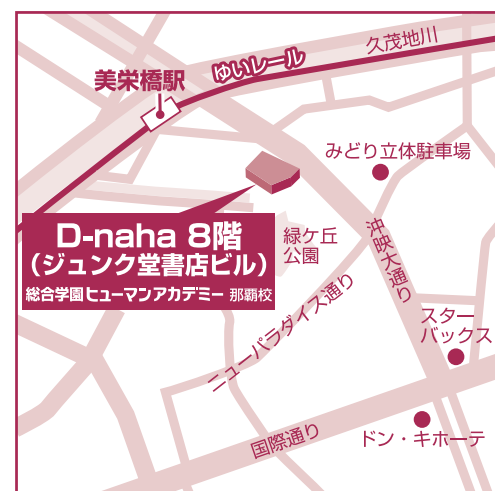 久茂地川
ゆいレール
美栄橋駅
みどり立体駐車場
D-naha 8階
（ジュンク堂書店ビル）
総合学園ヒューマンアカデミー 那覇校
緑ケ丘
公園
沖映大通り
ニューパラダイス通り
スター
バックス
国際通り
ドン・キホーテ